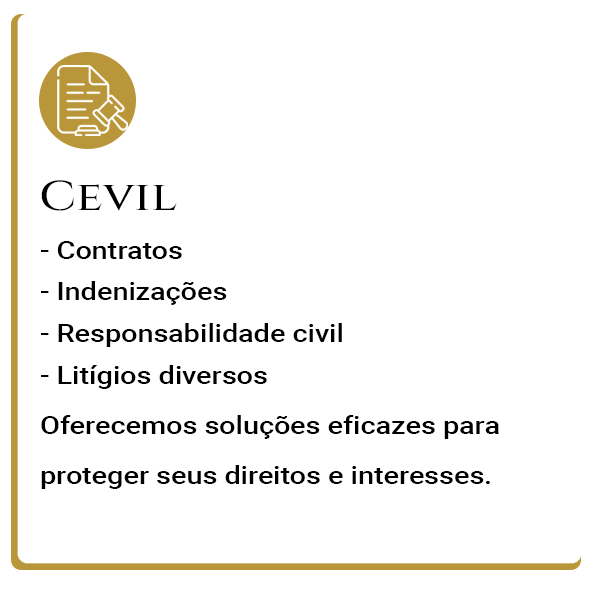 Cevil
- Contratos
- Indenizações
- Responsabilidade civil
- Litígios diversos
Oferecemos soluções eficazes para
proteger seus direitos e interesses.